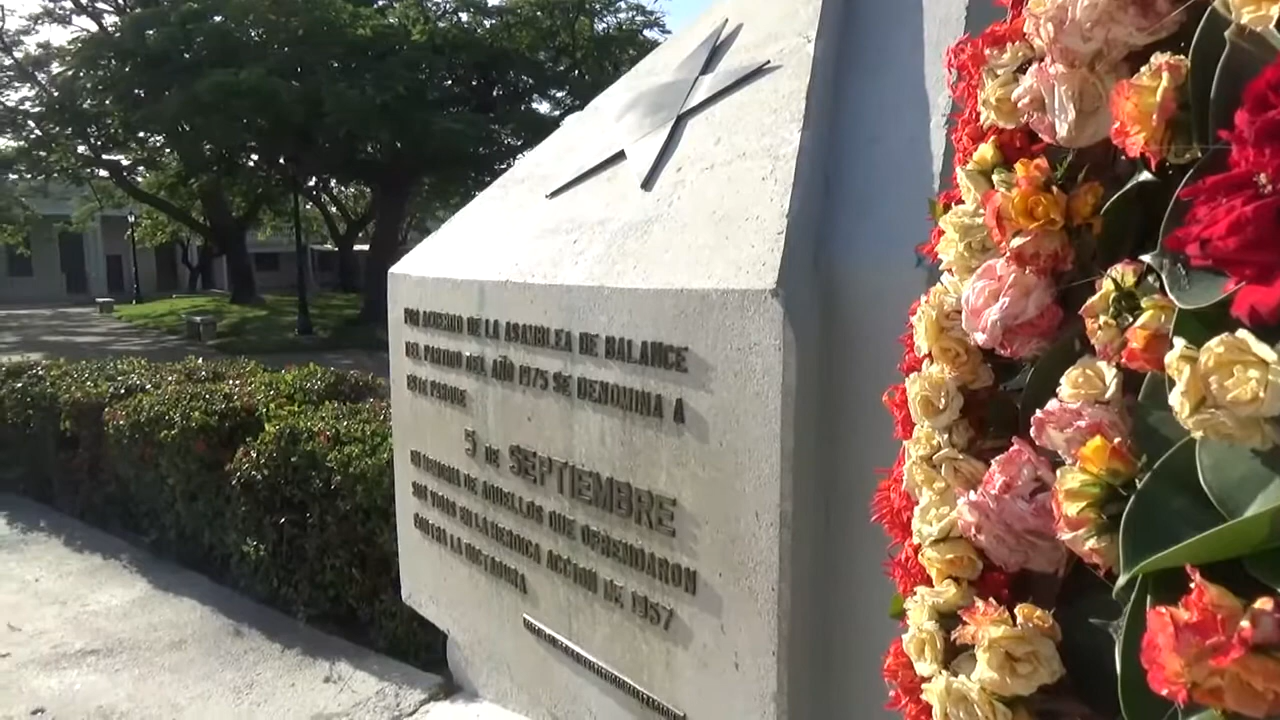 POR ACUERDO DE LA ASAMBLEA DE BALANCE
DEL PARTIDO DEL AÑO 1975 SE DENOMINA A
ESTE PARQUE
5 DE SEPTIEMBRE
EN MEMORIA DE AQUELLOS QUE OFRENDARON
SUS VIDAS EN LA HEROICA ACCION DE 1957
CONTRA LA DICTADURA